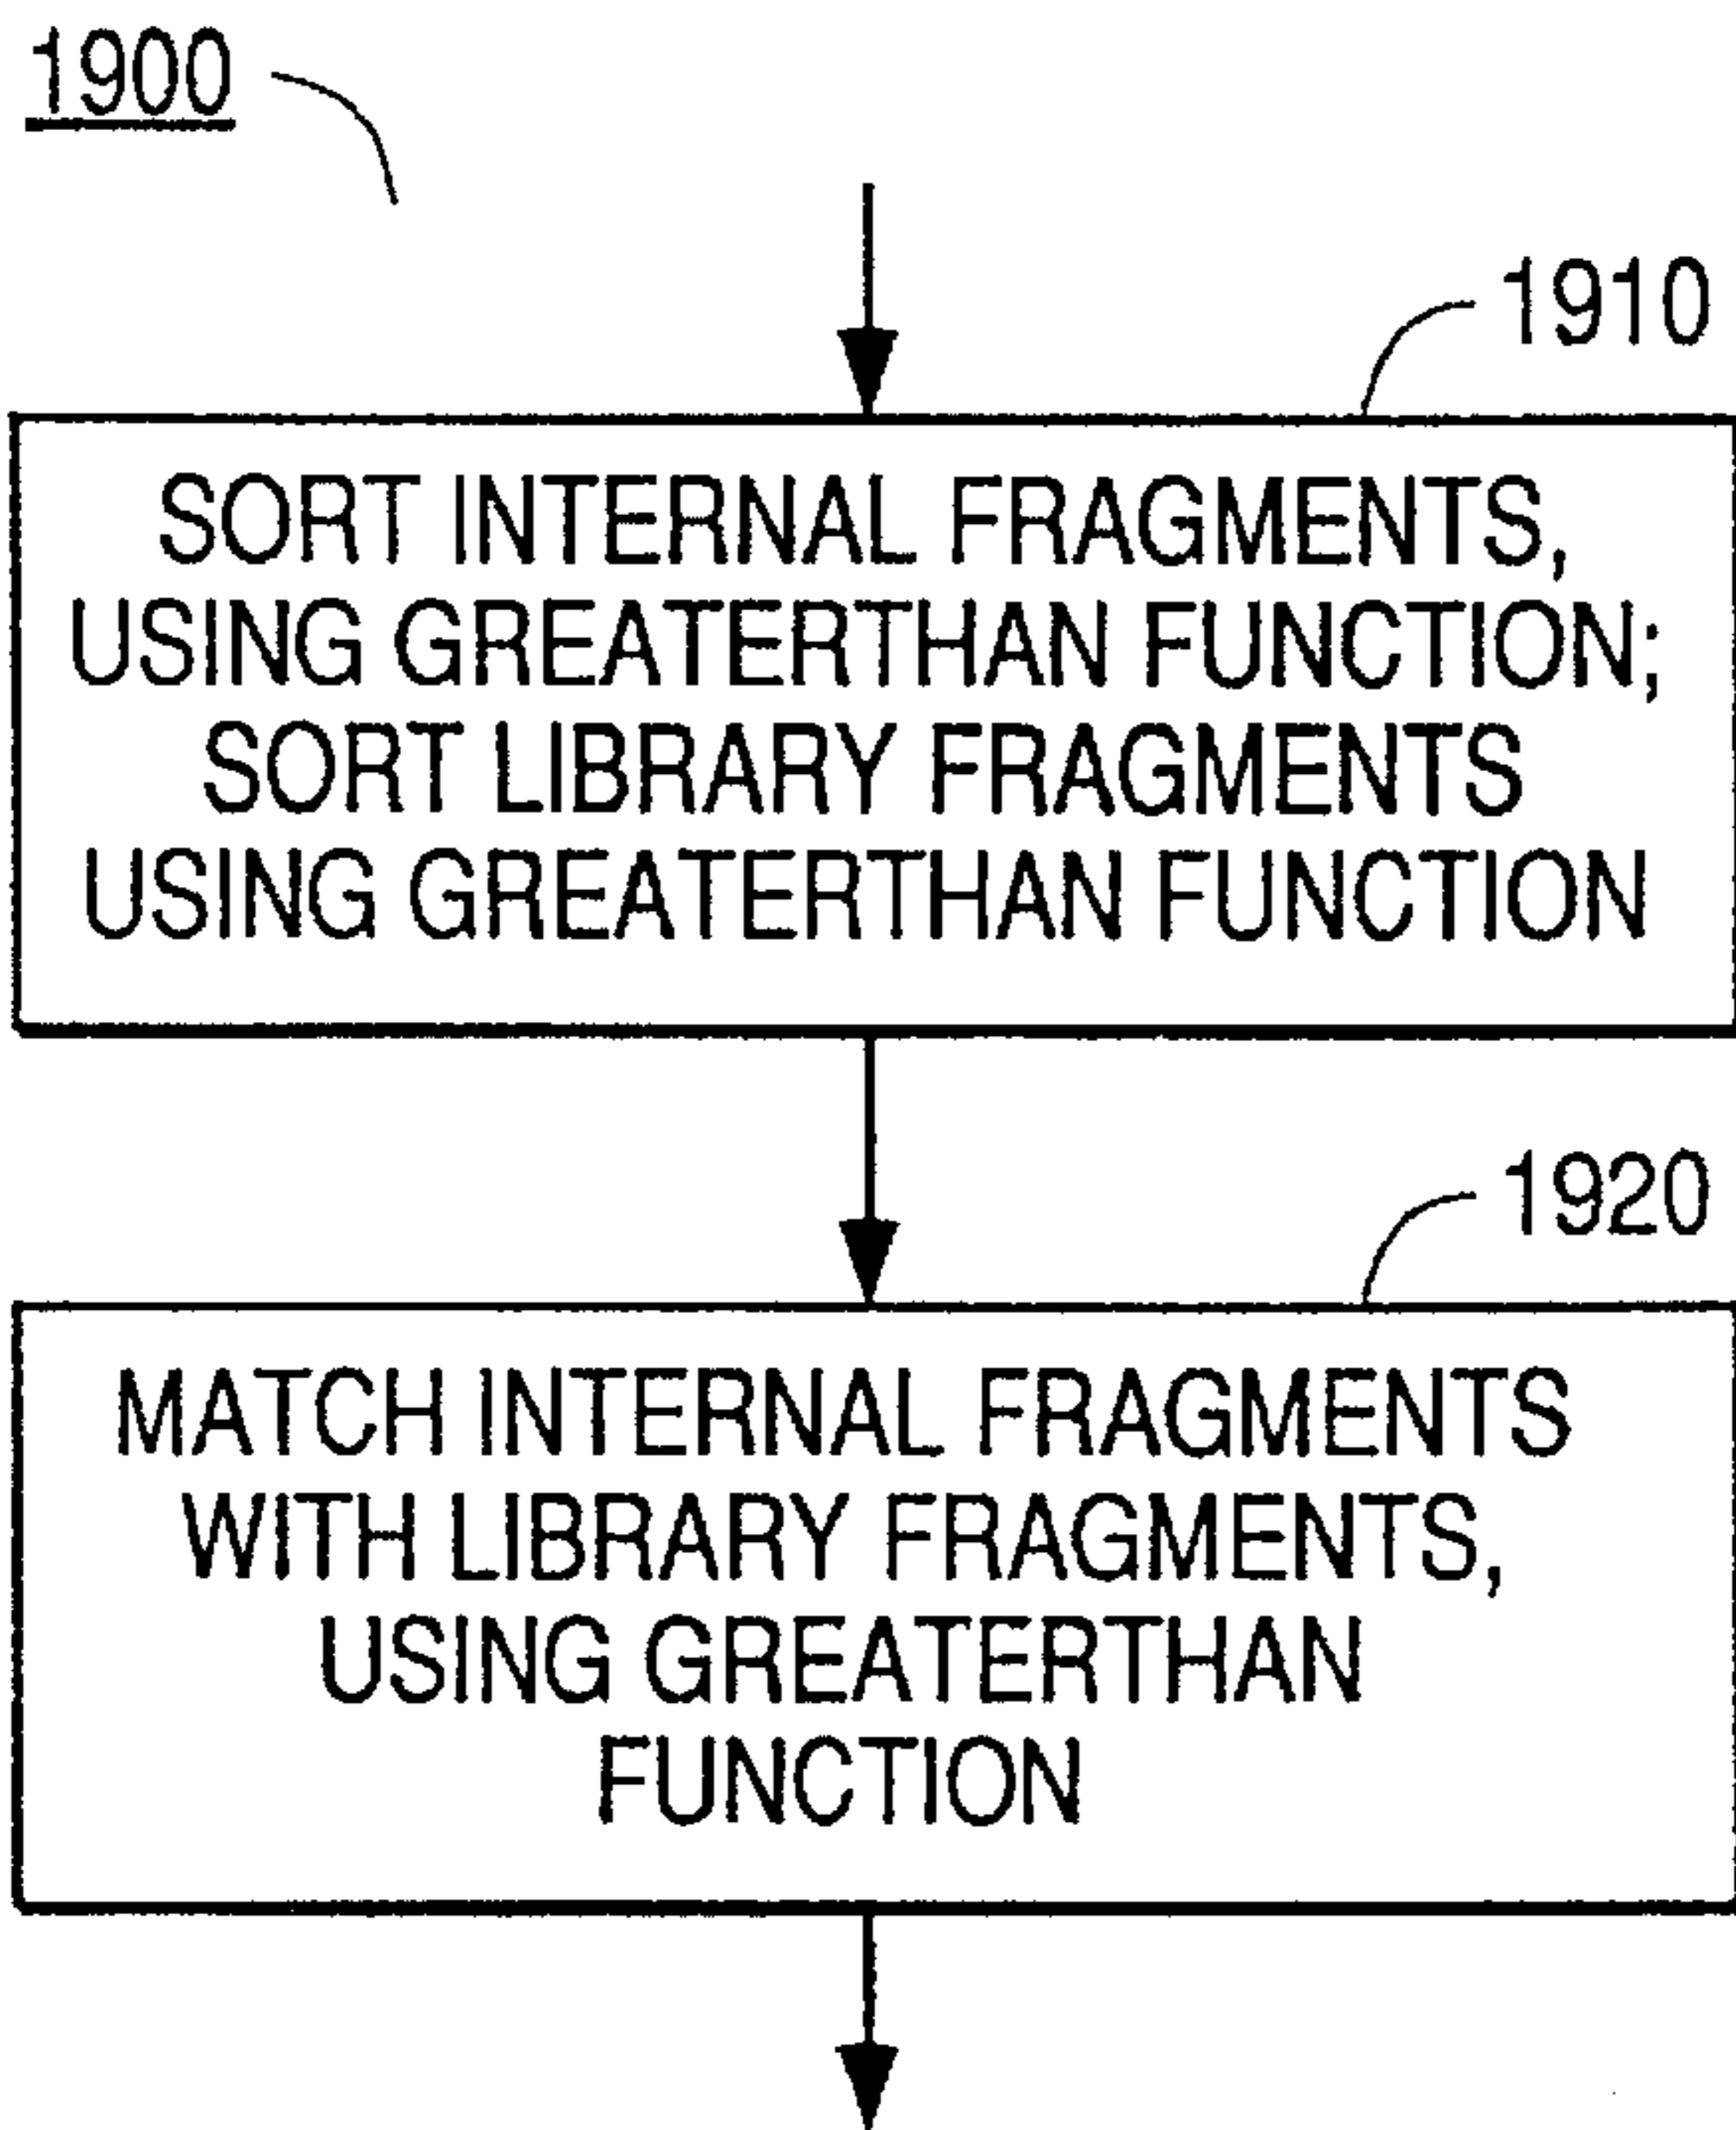 1900
1910
SORT INTERNAL FRAGMENTS,
USING GREATERTHAN FUNCTION;
SORT LIBRARY FRAGMENTS
USING GREATERTHAN FUNCTION
1920
MATCH INTERNAL FRAGMENTS
WITH LIBRARY FRAGMENTS,
USING GREATERTHAN
FUNCTION